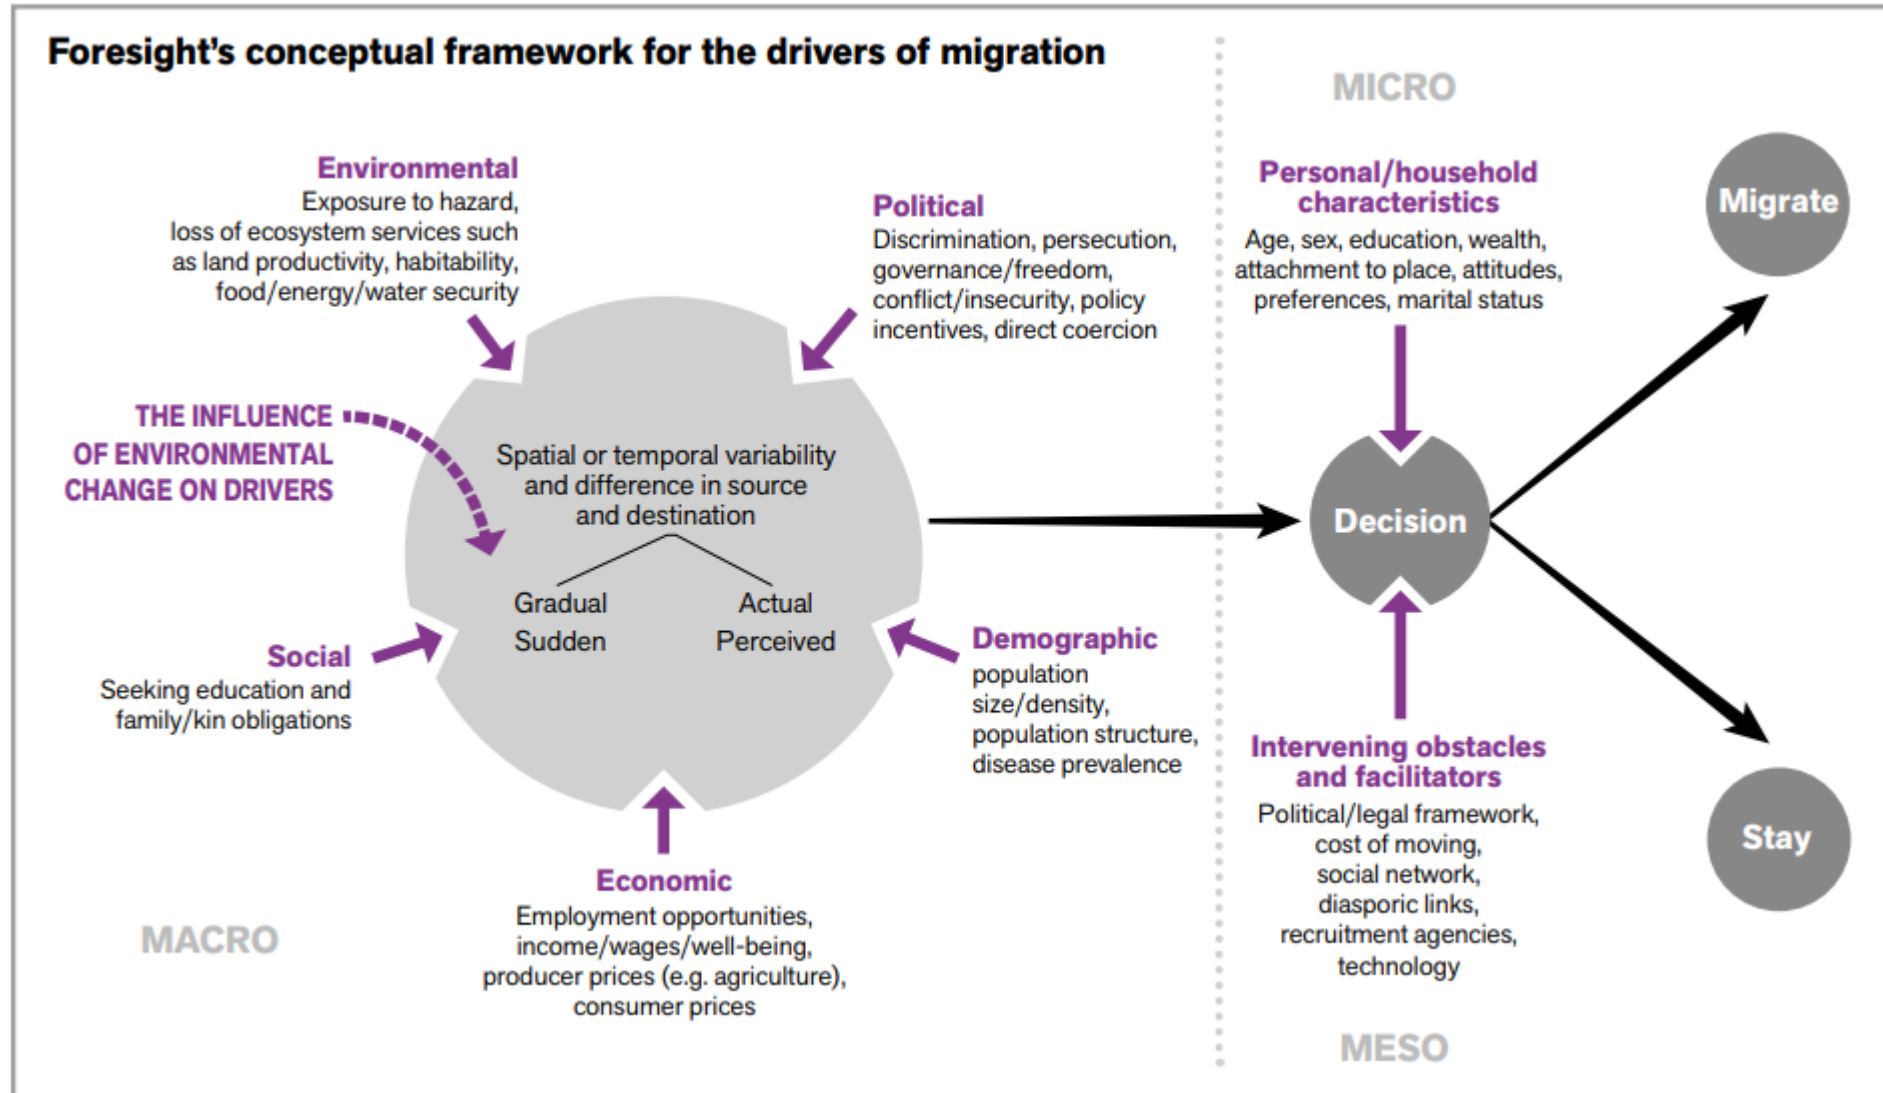 Foresight's conceptual framework for the drivers of migration
MICRO
Environmental
Exposure to hazard,
loss of ecosystem services such
as land productivity, habitability,
food/energy/water security
Political
Discrimination, persecution,
governance/freedom,
conflict/insecurity, policy
incentives, direct coercion
Personal/household
characteristics
Age, sex, education, wealth,
attachment to place, attitudes,
preferences, marital status
Migrate
THE INFLUENCE
OF ENVIRONMENTAL
CHANGE ON DRIVERS
Spatial or temporal variability
and difference in source
and destination
Gradual
Sudden
Actual
Perceived
Decision
Social
Seeking education and
family/kin obligations
Demographic
population
size/density,
population structure,
disease prevalence
Intervening obstacles
and facilitators
Political/legal framework,
cost of moving,
social network,
diasporic links,
recruitment agencies,
technology
Stay
Economic
Employment opportunities,
income/wages/well-being,
producer prices (e.g. agriculture),
consumer prices
MACRO
MESO